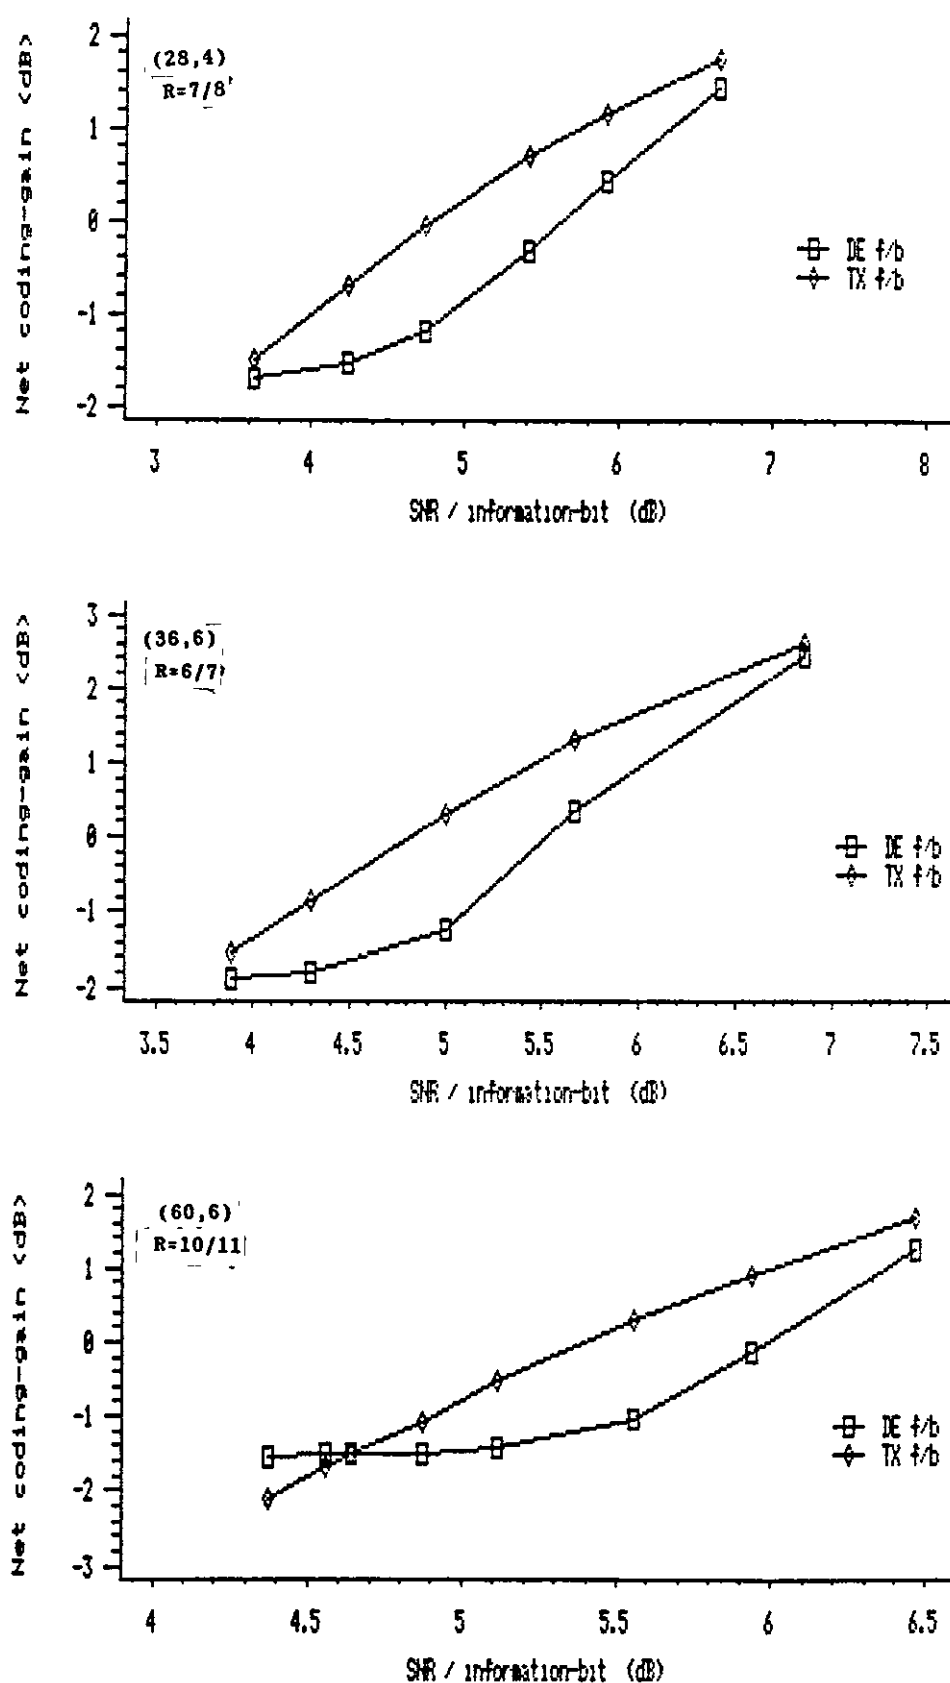 Net coding-gain <dB>
2
1
0
-1
-2
(28,4)
R=7/8
DE f/b
TX f/b
3 4 5 6 7 8
SNR / information-bit (dB)
Net coding-gain <dB>
3
2
1
0
-1
-2
(36,6)
R=6/7
DE f/b
TX f/b
3.5 4 4.5 5 5.5 6 6.5 7 7.5
SNR / information-bit (dB)
Net coding-gain <dB>
2
1
0
-1
-2
-3
(60,6)
R=10/11
DE f/b
TX f/b
4 4.5 5 5.5 6 6.5
SNR / information-bit (dB)